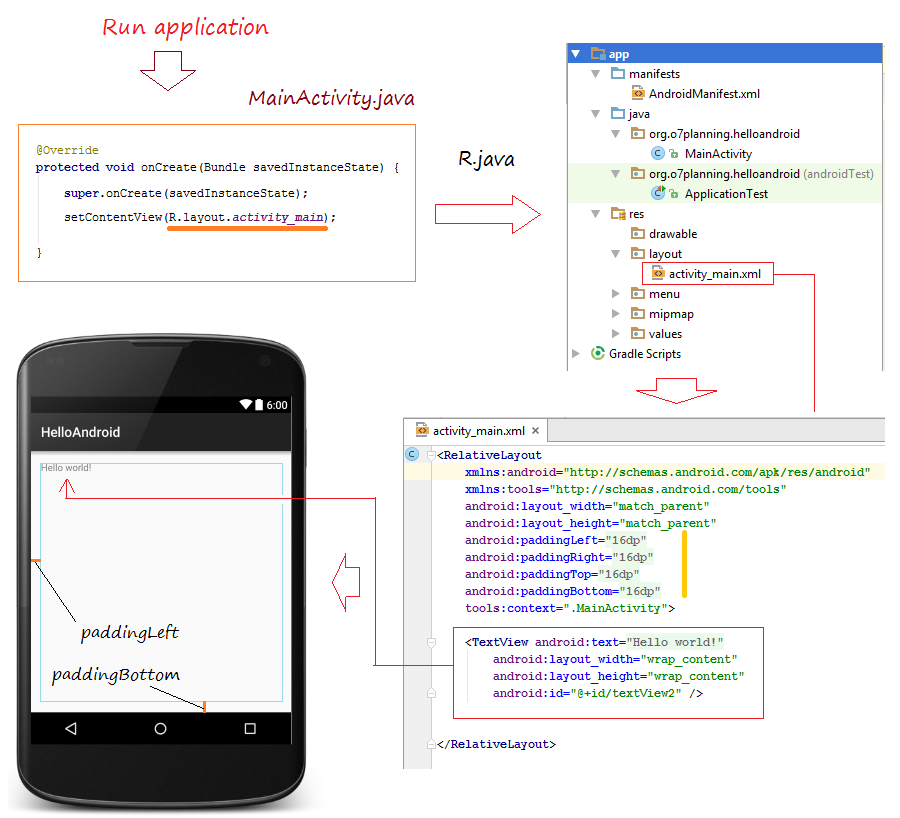 Run application
MainActivity.java
@Override
protected void onCreate(Bundle savedInstanceState) {
super.onCreate(savedInstanceState);
setContentView(R.layout.activity_main);
}
R.java
app
manifests
AndroidManifest.xml
java
org.o7planning.helloandroid
C MainActivity
org.o7planning.helloandroid (androidTest)
C ApplicationTest
res
drawable
layout
activity_main.xml
menu
mipmap
values
Gradle Scripts
6:00
HelloAndroid
Hello world!
paddingLeft
paddingBottom
activity_main.xml ×
C <RelativeLayout
xmlns:android="http://schemas.android.com/apk/res/android"
xmlns:tools="http://schemas.android.com/tools"
android:layout_width="match_parent"
android:layout_height="match_parent"
android:paddingLeft="16dp"
android:paddingRight="16dp"
android:paddingTop="16dp"
android:paddingBottom="16dp"
tools:context=".MainActivity">
<TextView android:text="Hello world!"
android:layout_width="wrap_content"
android:layout_height="wrap_content"
android:id="@+id/textView2" />
</RelativeLayout>